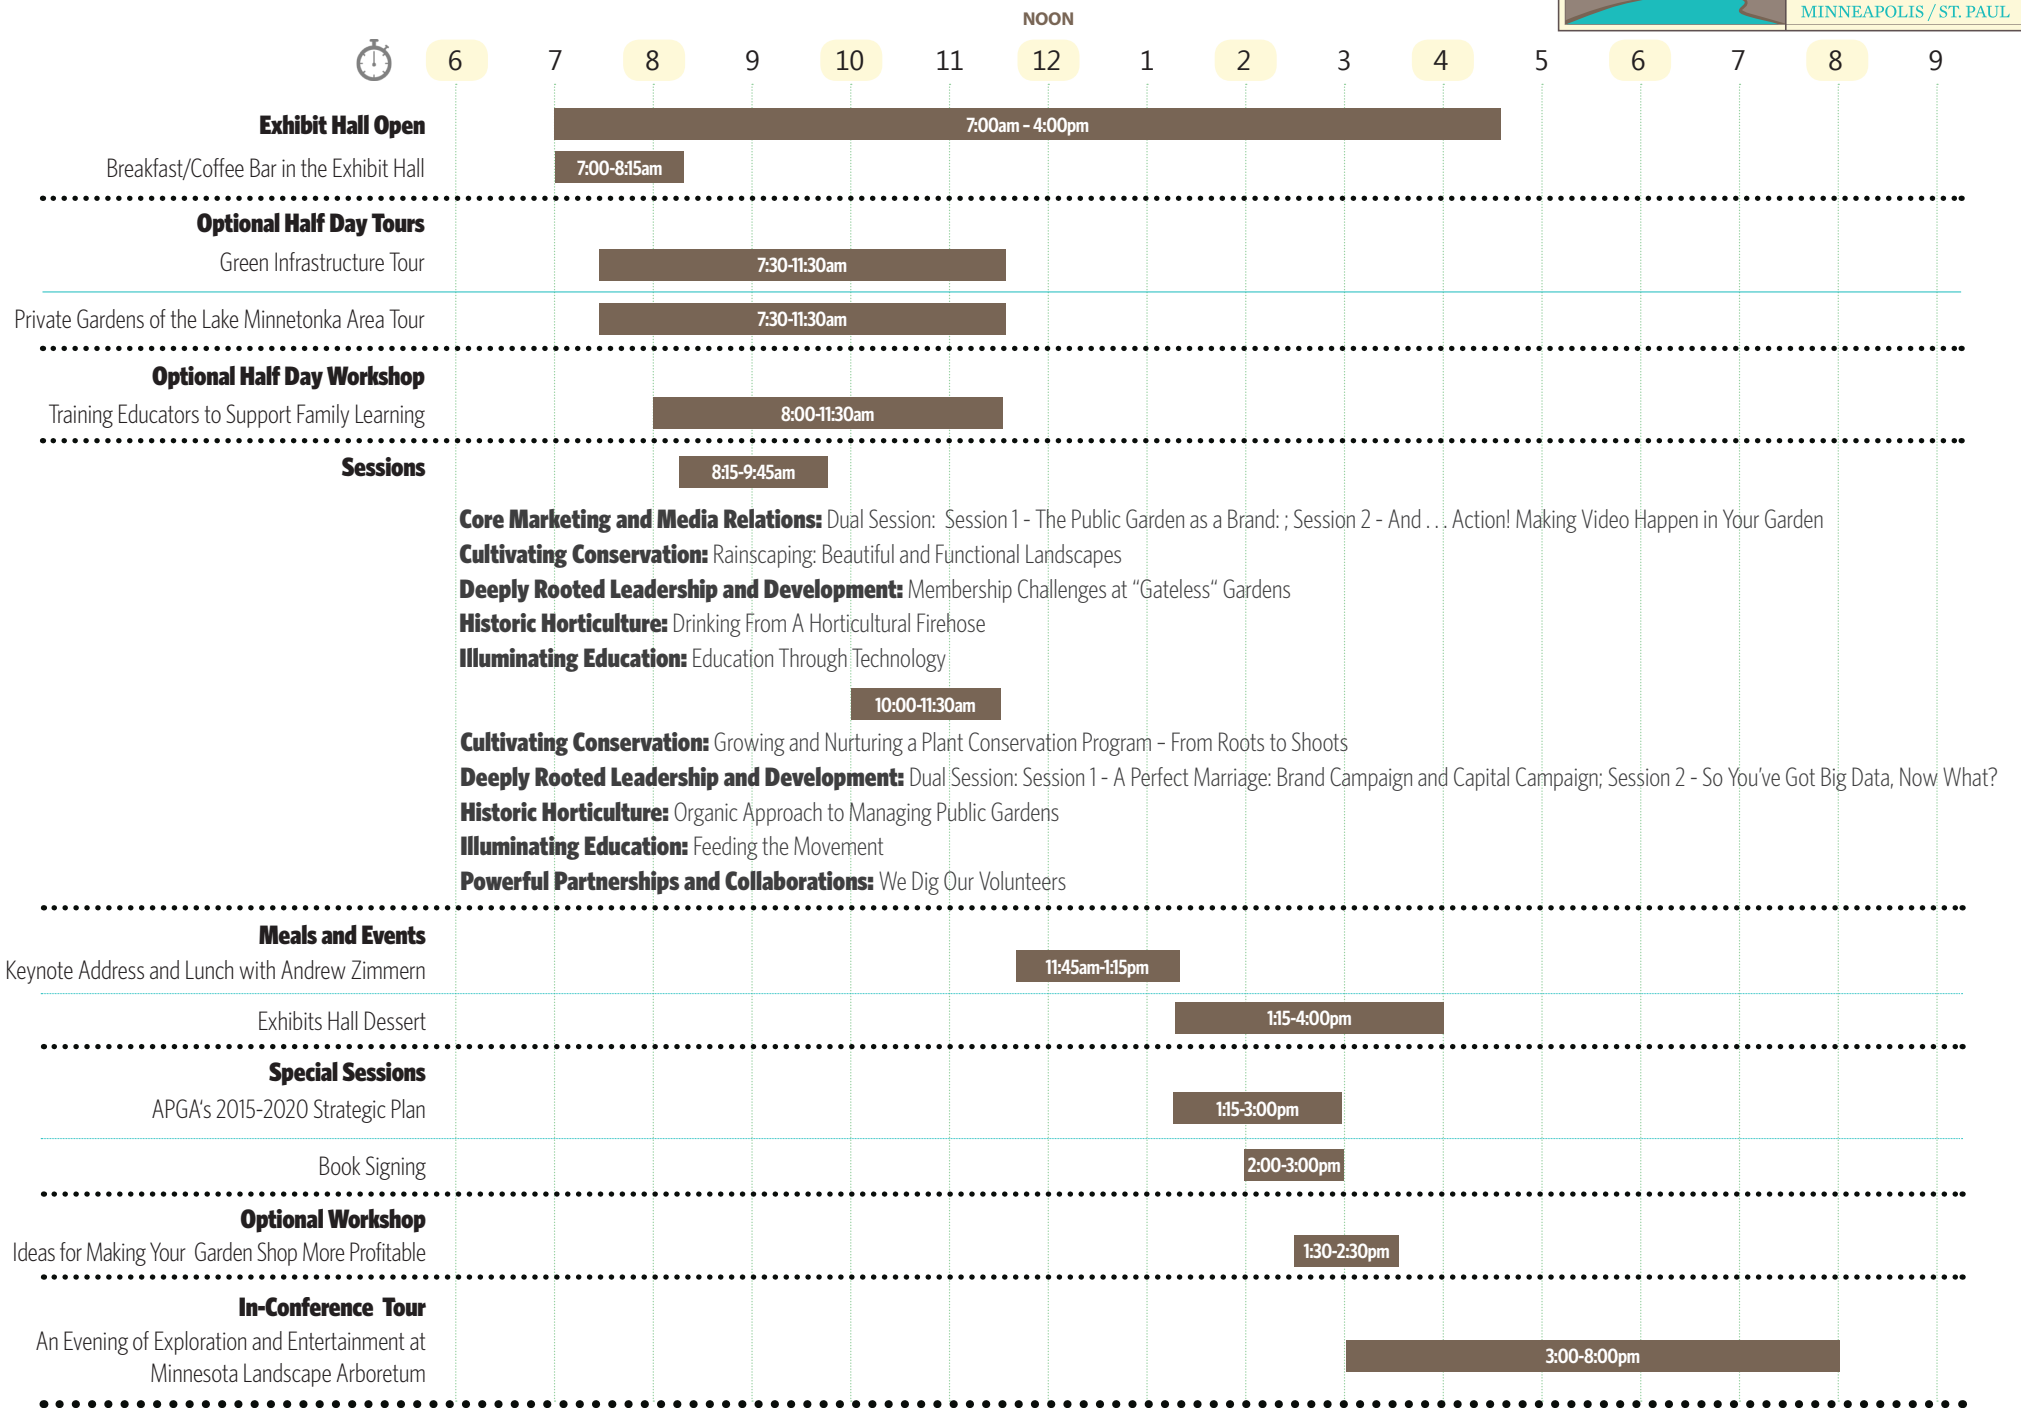 MINNEAPOLIS / ST. PAUL
NOON
6 7 8 9 10 11 12 1 2 3 4 5 6 7 8 9
Exhibit Hall Open 7:00am – 4:00pm
Breakfast/Coffee Bar in the Exhibit Hall 7:00-8:15am
Optional Half Day Tours
Green Infrastructure Tour 7:30-11:30am
Private Gardens of the Lake Minnetonka Area Tour 7:30-11:30am
Optional Half Day Workshop
Training Educators to Support Family Learning 8:00-11:30am
Sessions 8:15-9:45am
Core Marketing and Media Relations: Dual Session: Session 1 - The Public Garden as a Brand: ; Session 2 - And . . . Action! Making Video Happen in Your Garden
Cultivating Conservation: Rainscaping: Beautiful and Functional Landscapes
Deeply Rooted Leadership and Development: Membership Challenges at “Gateless“ Gardens
Historic Horticulture: Drinking From A Horticultural Firehose
Illuminating Education: Education Through Technology
10:00-11:30am
Cultivating Conservation: Growing and Nurturing a Plant Conservation Program – From Roots to Shoots
Deeply Rooted Leadership and Development: Dual Session: Session 1 - A Perfect Marriage: Brand Campaign and Capital Campaign; Session 2 - So You’ve Got Big Data, Now What?
Historic Horticulture: Organic Approach to Managing Public Gardens
Illuminating Education: Feeding the Movement
Powerful Partnerships and Collaborations: We Dig Our Volunteers
Meals and Events
Keynote Address and Lunch with Andrew Zimmern 11:45am-1:15pm
Exhibits Hall Dessert 1:15-4:00pm
Special Sessions
APGA‘s 2015-2020 Strategic Plan 1:15-3:00pm
Book Signing 2:00-3:00pm
Optional Workshop
Ideas for Making Your Garden Shop More Profitable 1:30-2:30pm
In-Conference Tour
An Evening of Exploration and Entertainment at
Minnesota Landscape Arboretum 3:00-8:00pm